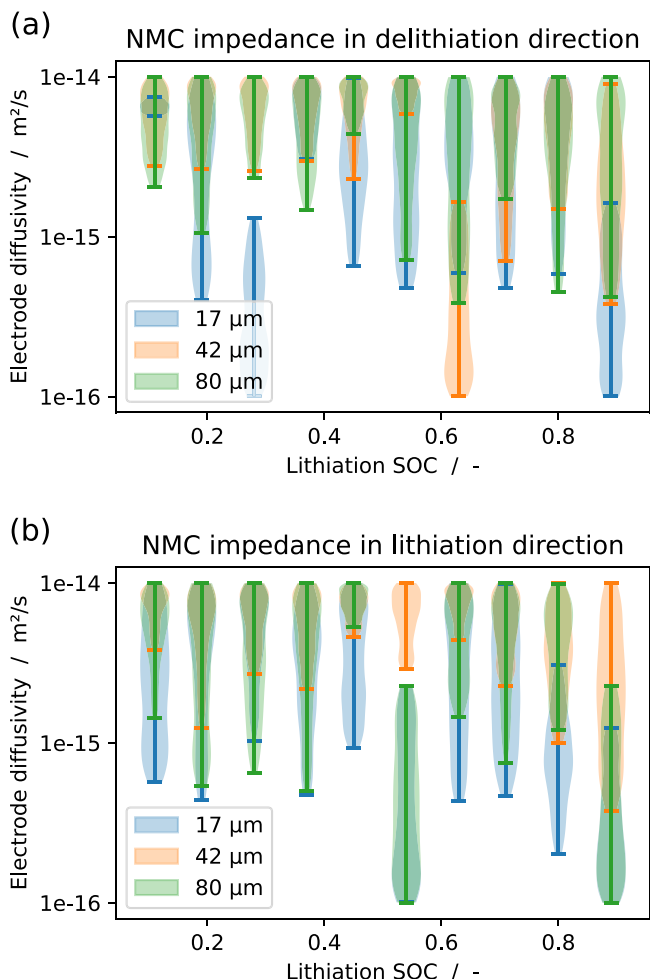 (a)
NMC impedance in delithiation direction
Electrode diffusivity / m²/s
1e-14
1e-15
1e-16
17 µm
42 µm
80 µm
0.2 0.4 0.6 0.8
Lithiation SOC / -
(b)
NMC impedance in lithiation direction
Electrode diffusivity / m²/s
1e-14
1e-15
1e-16
17 µm
42 µm
80 µm
0.2 0.4 0.6 0.8
Lithiation SOC / -